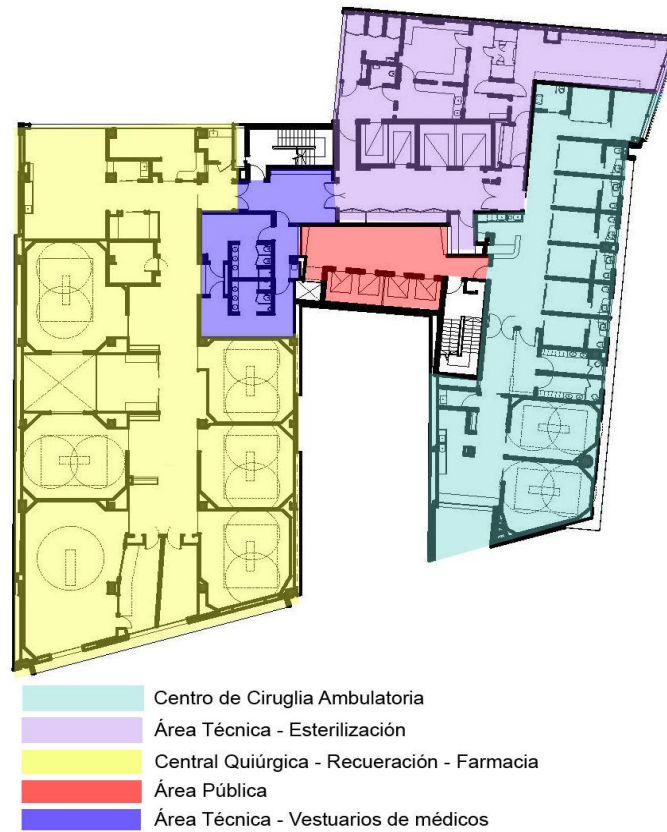 Centro de Ciruglia Ambulatoria
Área Técnica - Esterilización
Central Quiúrgica - Recueración - Farmacia
Área Pública
Área Técnica - Vestuarios de médicos